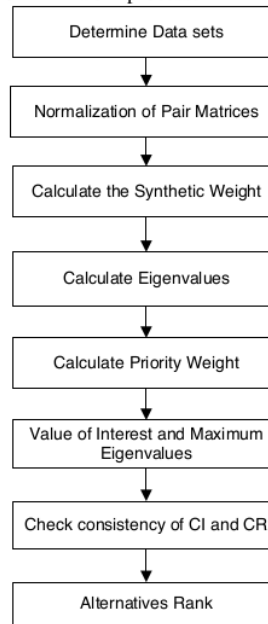 Determine Data sets
Normalization of Pair Matrices
Calculate the Synthetic Weight
Calculate Eigenvalues
Calculate Priority Weight
Value of Interest and Maximum
Eigenvalues
Check consistency of CI and CR
Alternatives Rank